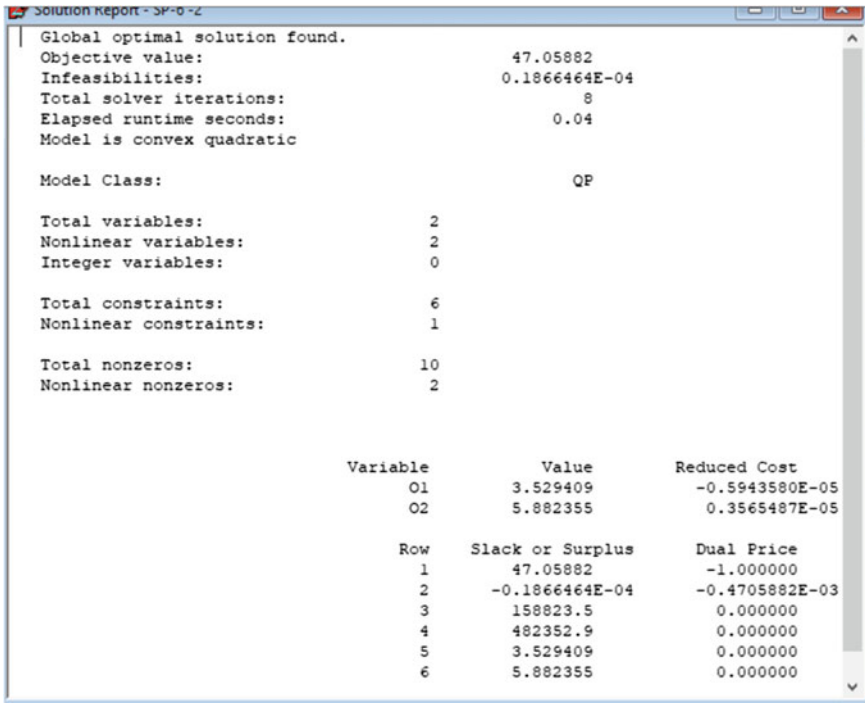 Solution Report - SP-6 -2
Global optimal solution found.
Objective value: 47.05882
Infeasibilities: 0.1866464E-04
Total solver iterations: 8
Elapsed runtime seconds: 0.04
Model is convex quadratic
Model Class: QP
Total variables: 2
Nonlinear variables: 2
Integer variables: 0
Total constraints: 6
Nonlinear constraints: 1
Total nonzeros: 10
Nonlinear nonzeros: 2
Variable Value Reduced Cost
O1 3.529409 -0.5943580E-05
O2 5.882355 0.3565487E-05
Row Slack or Surplus Dual Price
1 47.05882 -1.000000
2 -0.1866464E-04 -0.4705882E-03
3 158823.5 0.000000
4 482352.9 0.000000
5 3.529409 0.000000
6 5.882355 0.000000